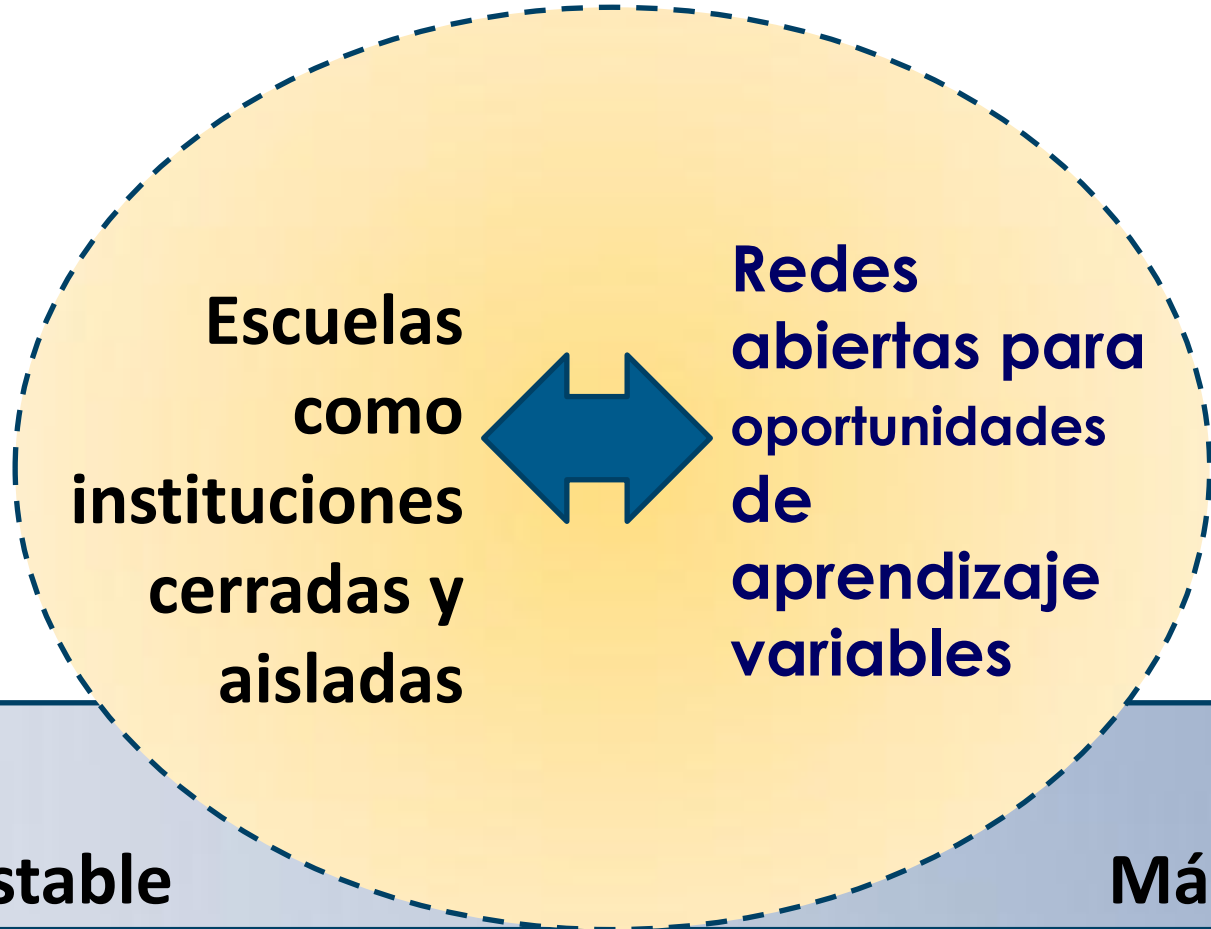 Escuelas
como
instituciones
cerradas y
aisladas
Redes
abiertas para
oportunidades
de
aprendizaje
variables
stable
Má